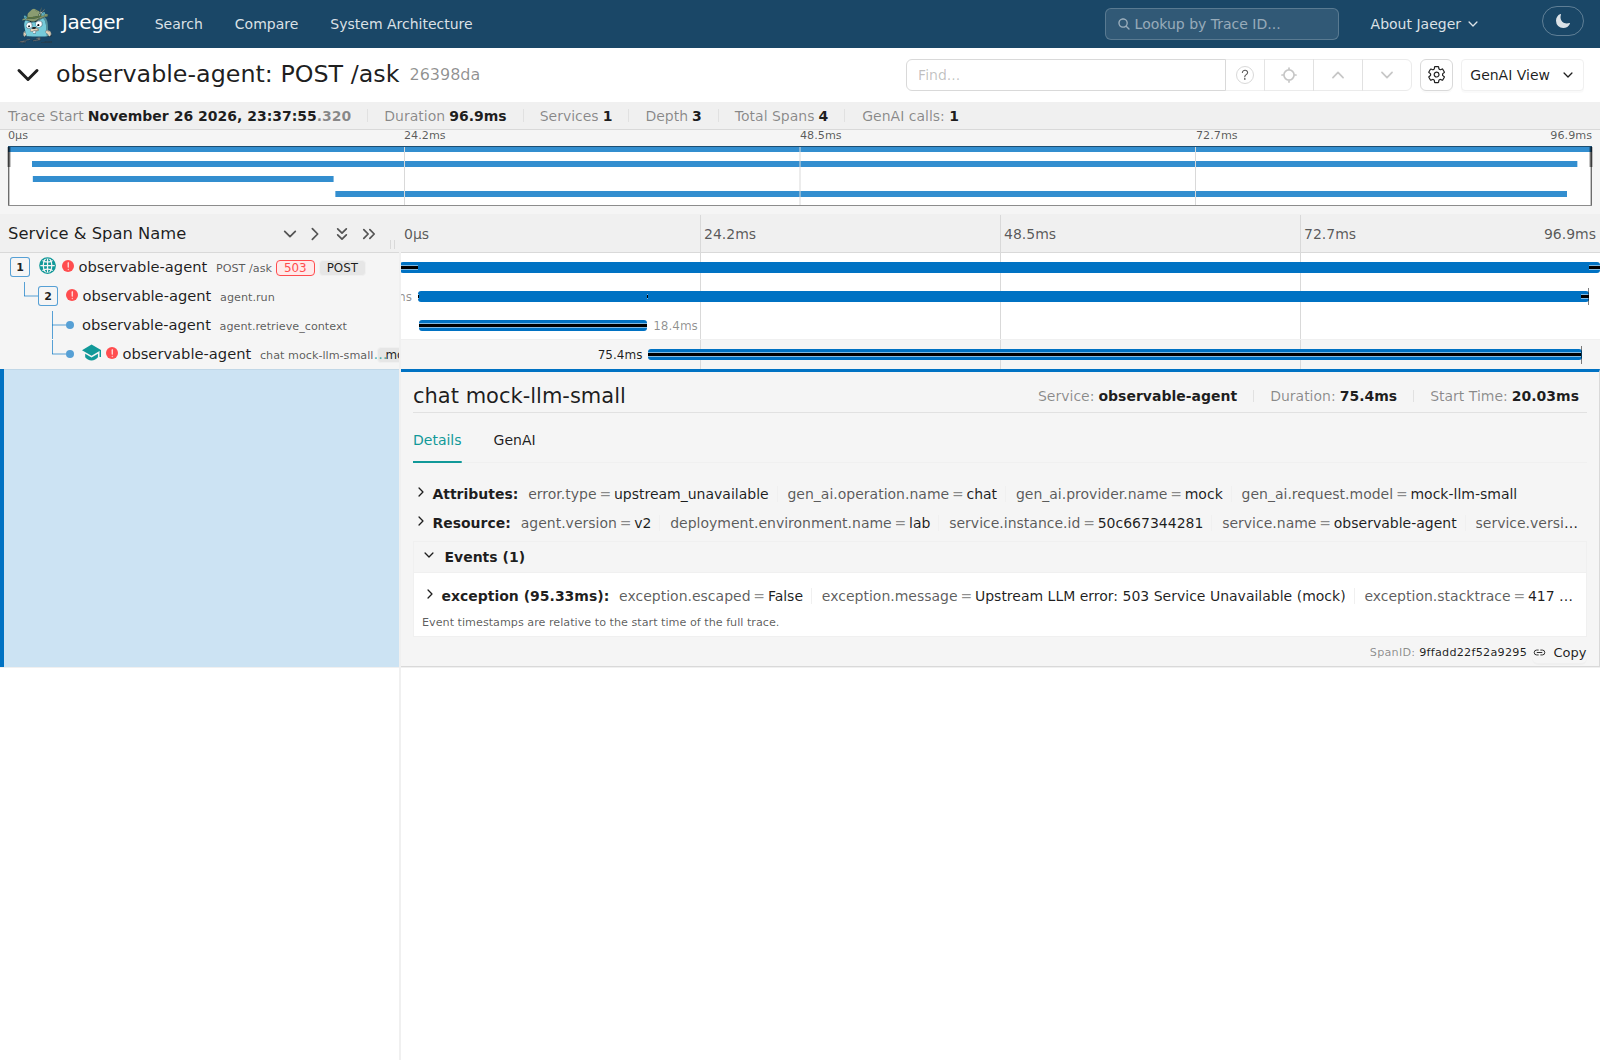 Jaeger Search Compare System Architecture Lookup by Trace ID... About Jaeger
observable-agent: POST /ask 26398da Find... ? GenAI View
Trace Start November 26 2026, 23:37:55.320 Duration 96.9ms Services 1 Depth 3 Total Spans 4 GenAI calls: 1
0μs 24.2ms 48.5ms 72.7ms 96.9ms
Service & Span Name 0μs 24.2ms 48.5ms 72.7ms 96.9ms
1 observable-agent POST /ask 503 POST
2 observable-agent agent.run
observable-agent agent.retrieve_context 18.4ms
observable-agent chat mock-llm-small... 75.4ms
chat mock-llm-small Service: observable-agent Duration: 75.4ms Start Time: 20.03ms
Details GenAI
Attributes: error.type = upstream_unavailable gen_ai.operation.name = chat gen_ai.provider.name = mock gen_ai.request.model = mock-llm-small
Resource: agent.version = v2 deployment.environment.name = lab service.instance.id = 50c667344281 service.name = observable-agent service.versi...
Events (1)
exception (95.33ms): exception.escaped = False exception.message = Upstream LLM error: 503 Service Unavailable (mock) exception.stacktrace = 417 ...
Event timestamps are relative to the start time of the full trace.
SpanID: 9ffadd22f52a9295 Copy